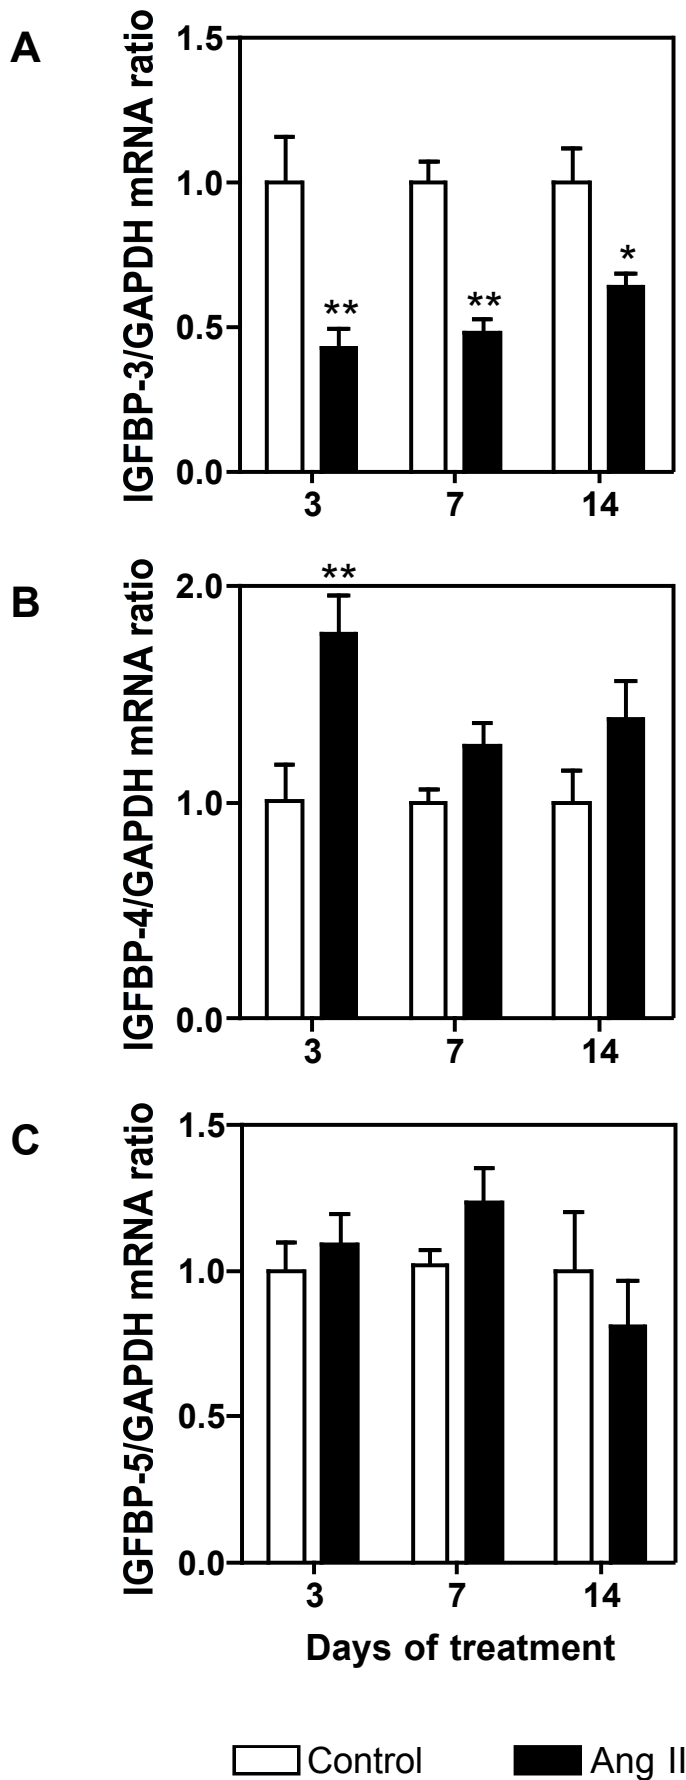 A
IGFBP-3/GAPDH mRNA ratio
1.5
1.0
0.5
0.0
**
**
*
3 7 14
B
IGFBP-4/GAPDH mRNA ratio
2.0
1.0
0.0
**
3 7 14
C
IGFBP-5/GAPDH mRNA ratio
1.5
1.0
0.5
0.0
3 7 14
Days of treatment
Control Ang II